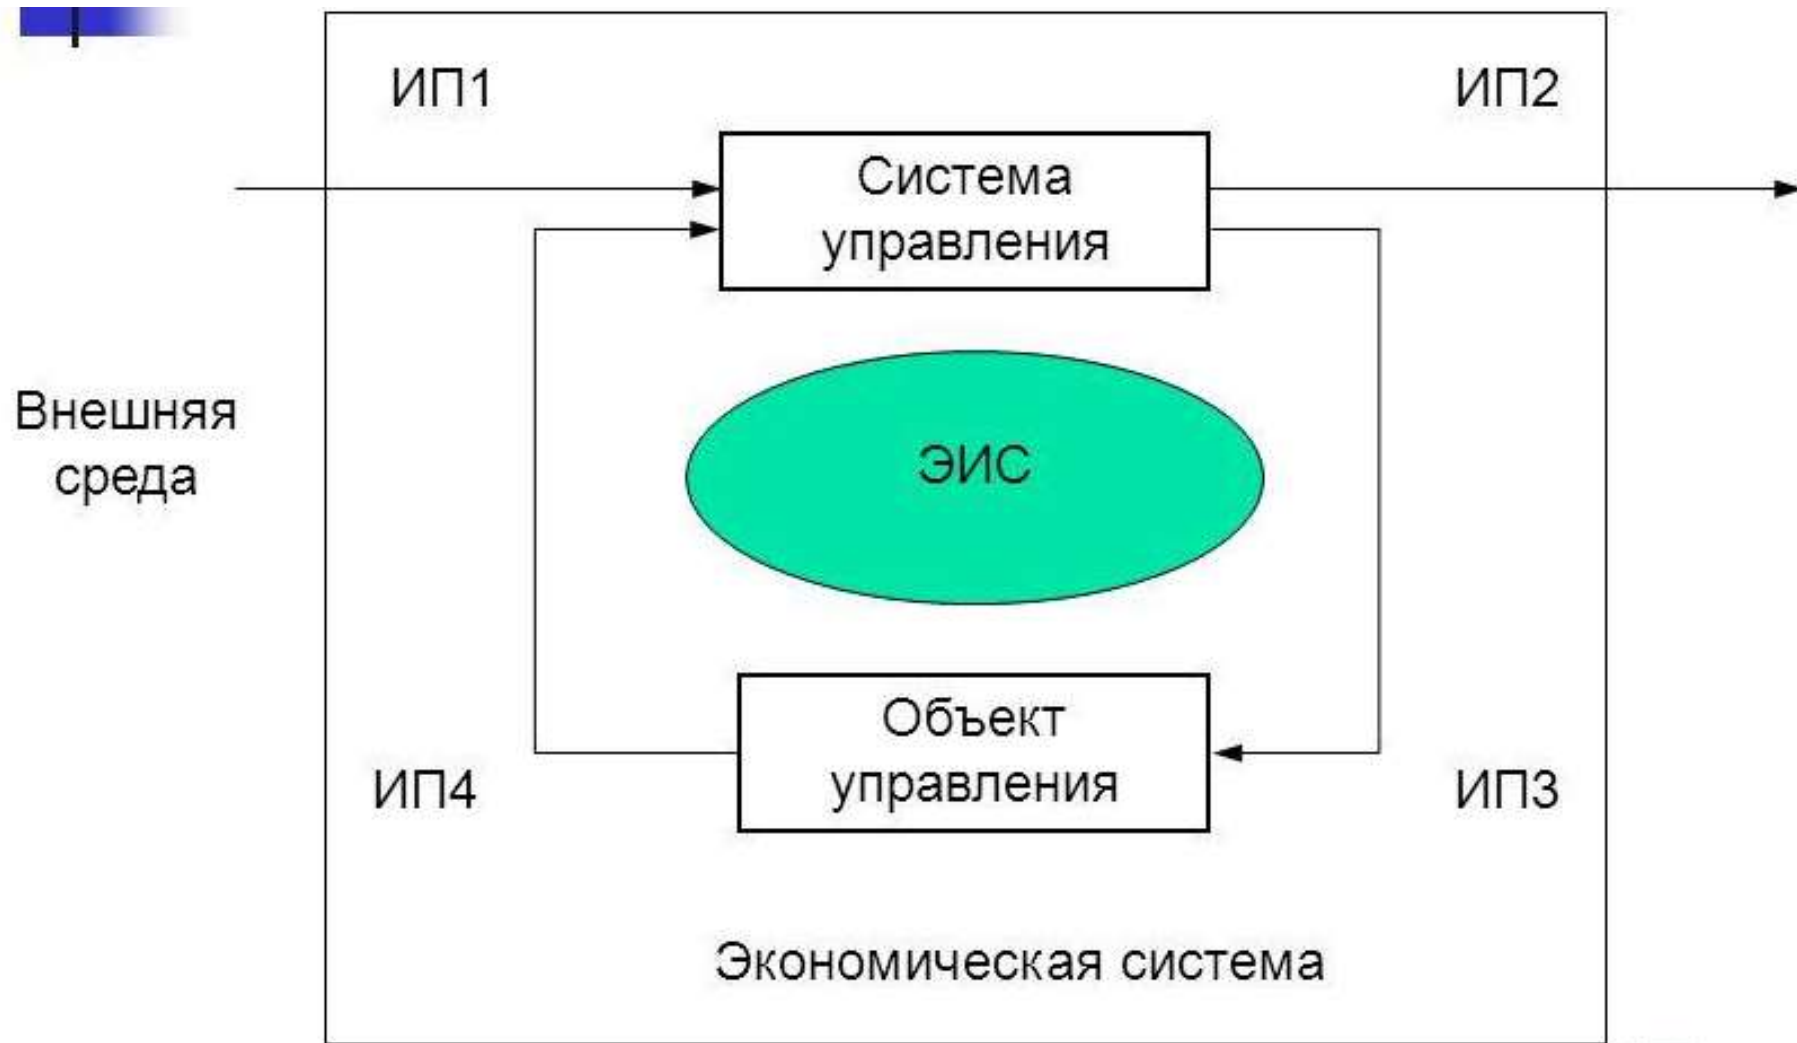 ИП1
ИП2
Система
управления
Внешняя
среда
ЭИС
Объект
управления
ИП4
ИП3
Экономическая система